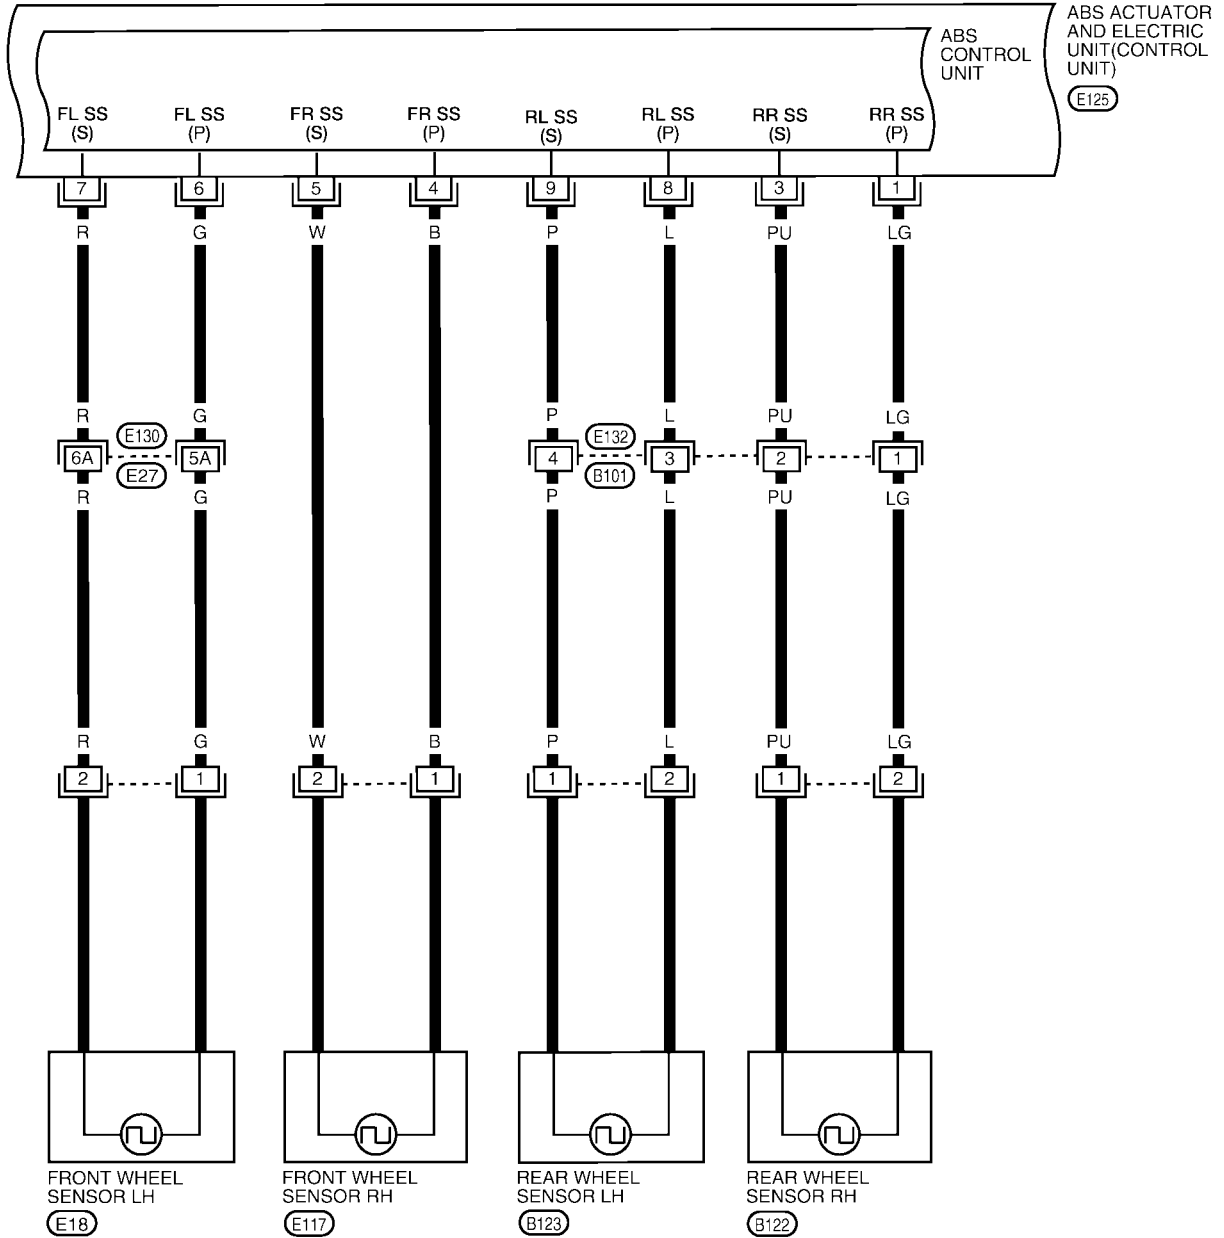 ABS ACTUATOR
AND ELECTRIC
UNIT(CONTROL
UNIT)
E125
ABS
CONTROL
UNIT
FL SS FL SS FR SS FR SS RL SS RL SS RR SS RR SS
(S) (P) (S) (P) (S) (P) (S) (P)
7 6 5 4 9 8 3 1
R G W B P L PU LG
R G P L PU LG
E130 E132
6A 5A 4 3 2 1
E27 B101
R G P L PU LG
R G W B P L PU LG
2 1 2 1 1 2 1 2
FRONT WHEEL
SENSOR LH
E18
FRONT WHEEL
SENSOR RH
E117
REAR WHEEL
SENSOR LH
B123
REAR WHEEL
SENSOR RH
B122